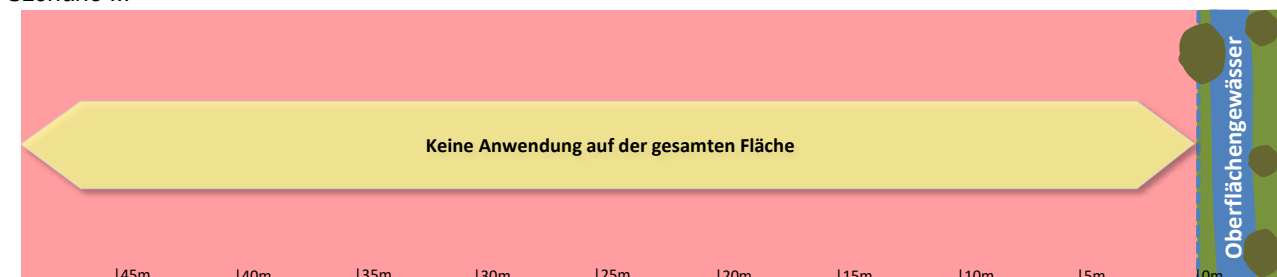 Keine Anwendung auf der gesamten Fläche
Oberflächengewässer
|45m |40m |35m |30m |25m |20m |15m |10m |5m |0m